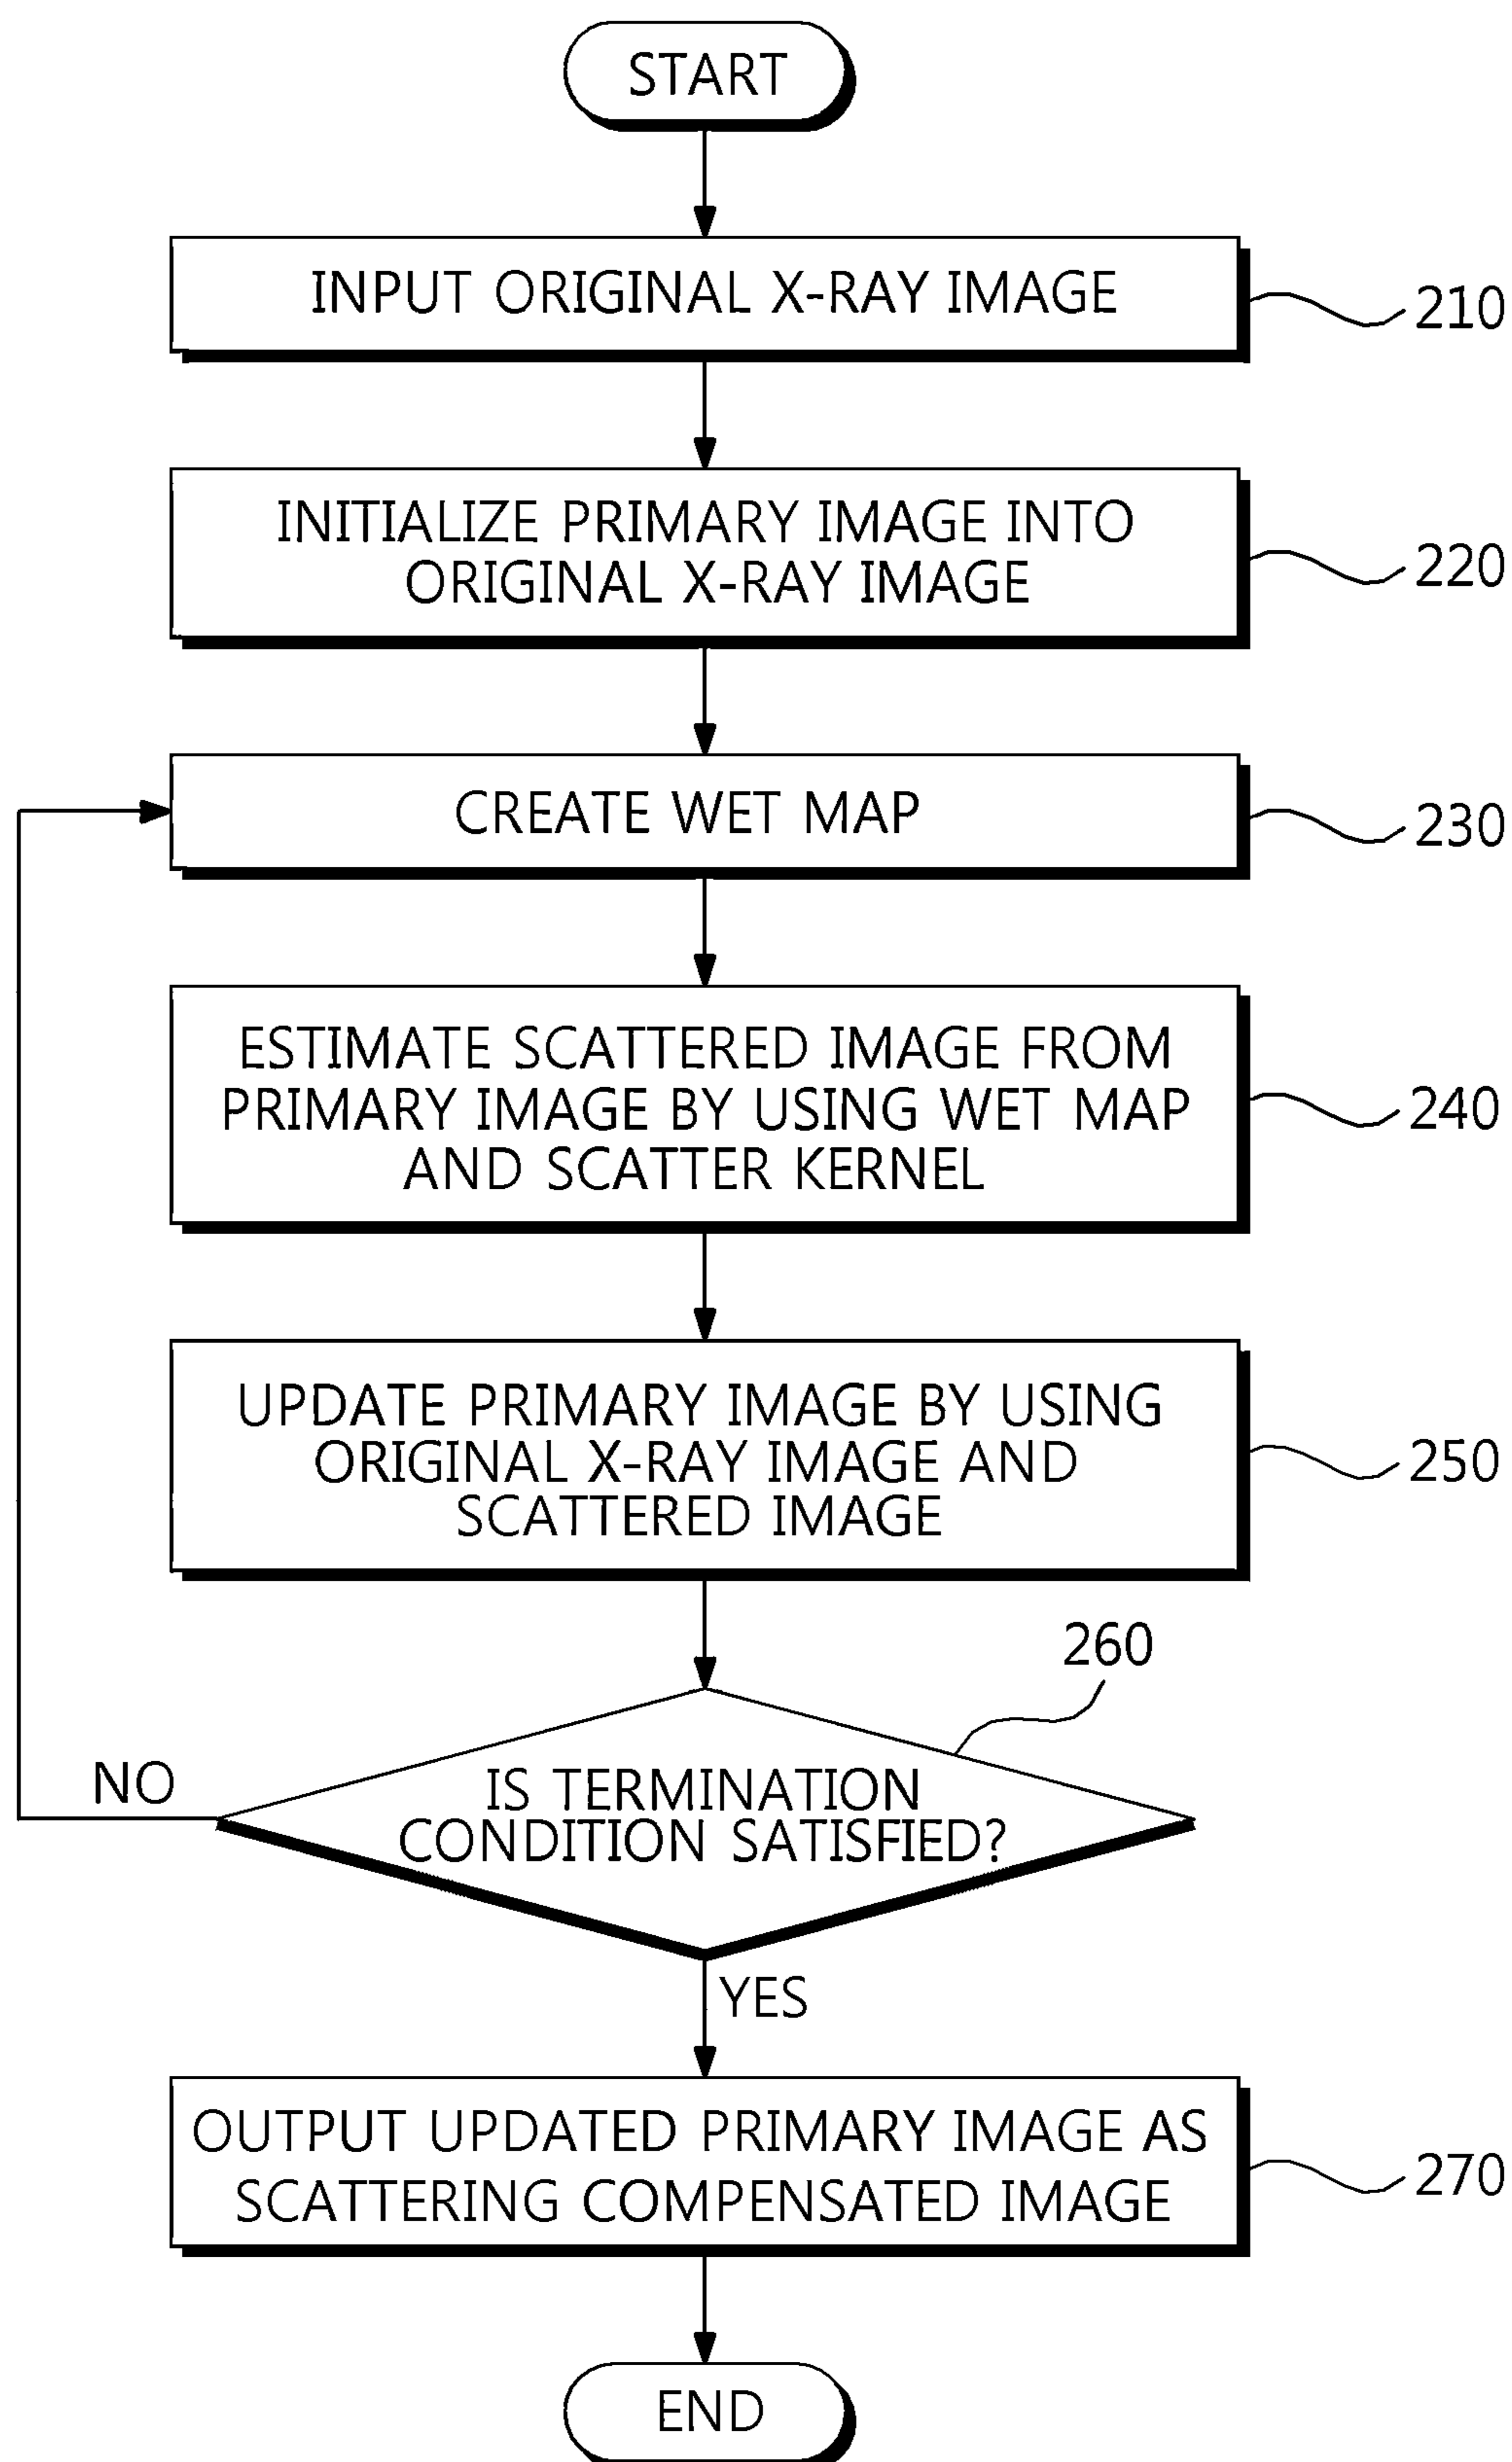 START
INPUT ORIGINAL X-RAY IMAGE
210
INITIALIZE PRIMARY IMAGE INTO
ORIGINAL X-RAY IMAGE
220
CREATE WET MAP
230
ESTIMATE SCATTERED IMAGE FROM
PRIMARY IMAGE BY USING WET MAP
AND SCATTER KERNEL
240
UPDATE PRIMARY IMAGE BY USING
ORIGINAL X-RAY IMAGE AND
SCATTERED IMAGE
250
260
NO
IS TERMINATION
CONDITION SATISFIED?
YES
OUTPUT UPDATED PRIMARY IMAGE AS
SCATTERING COMPENSATED IMAGE
270
END